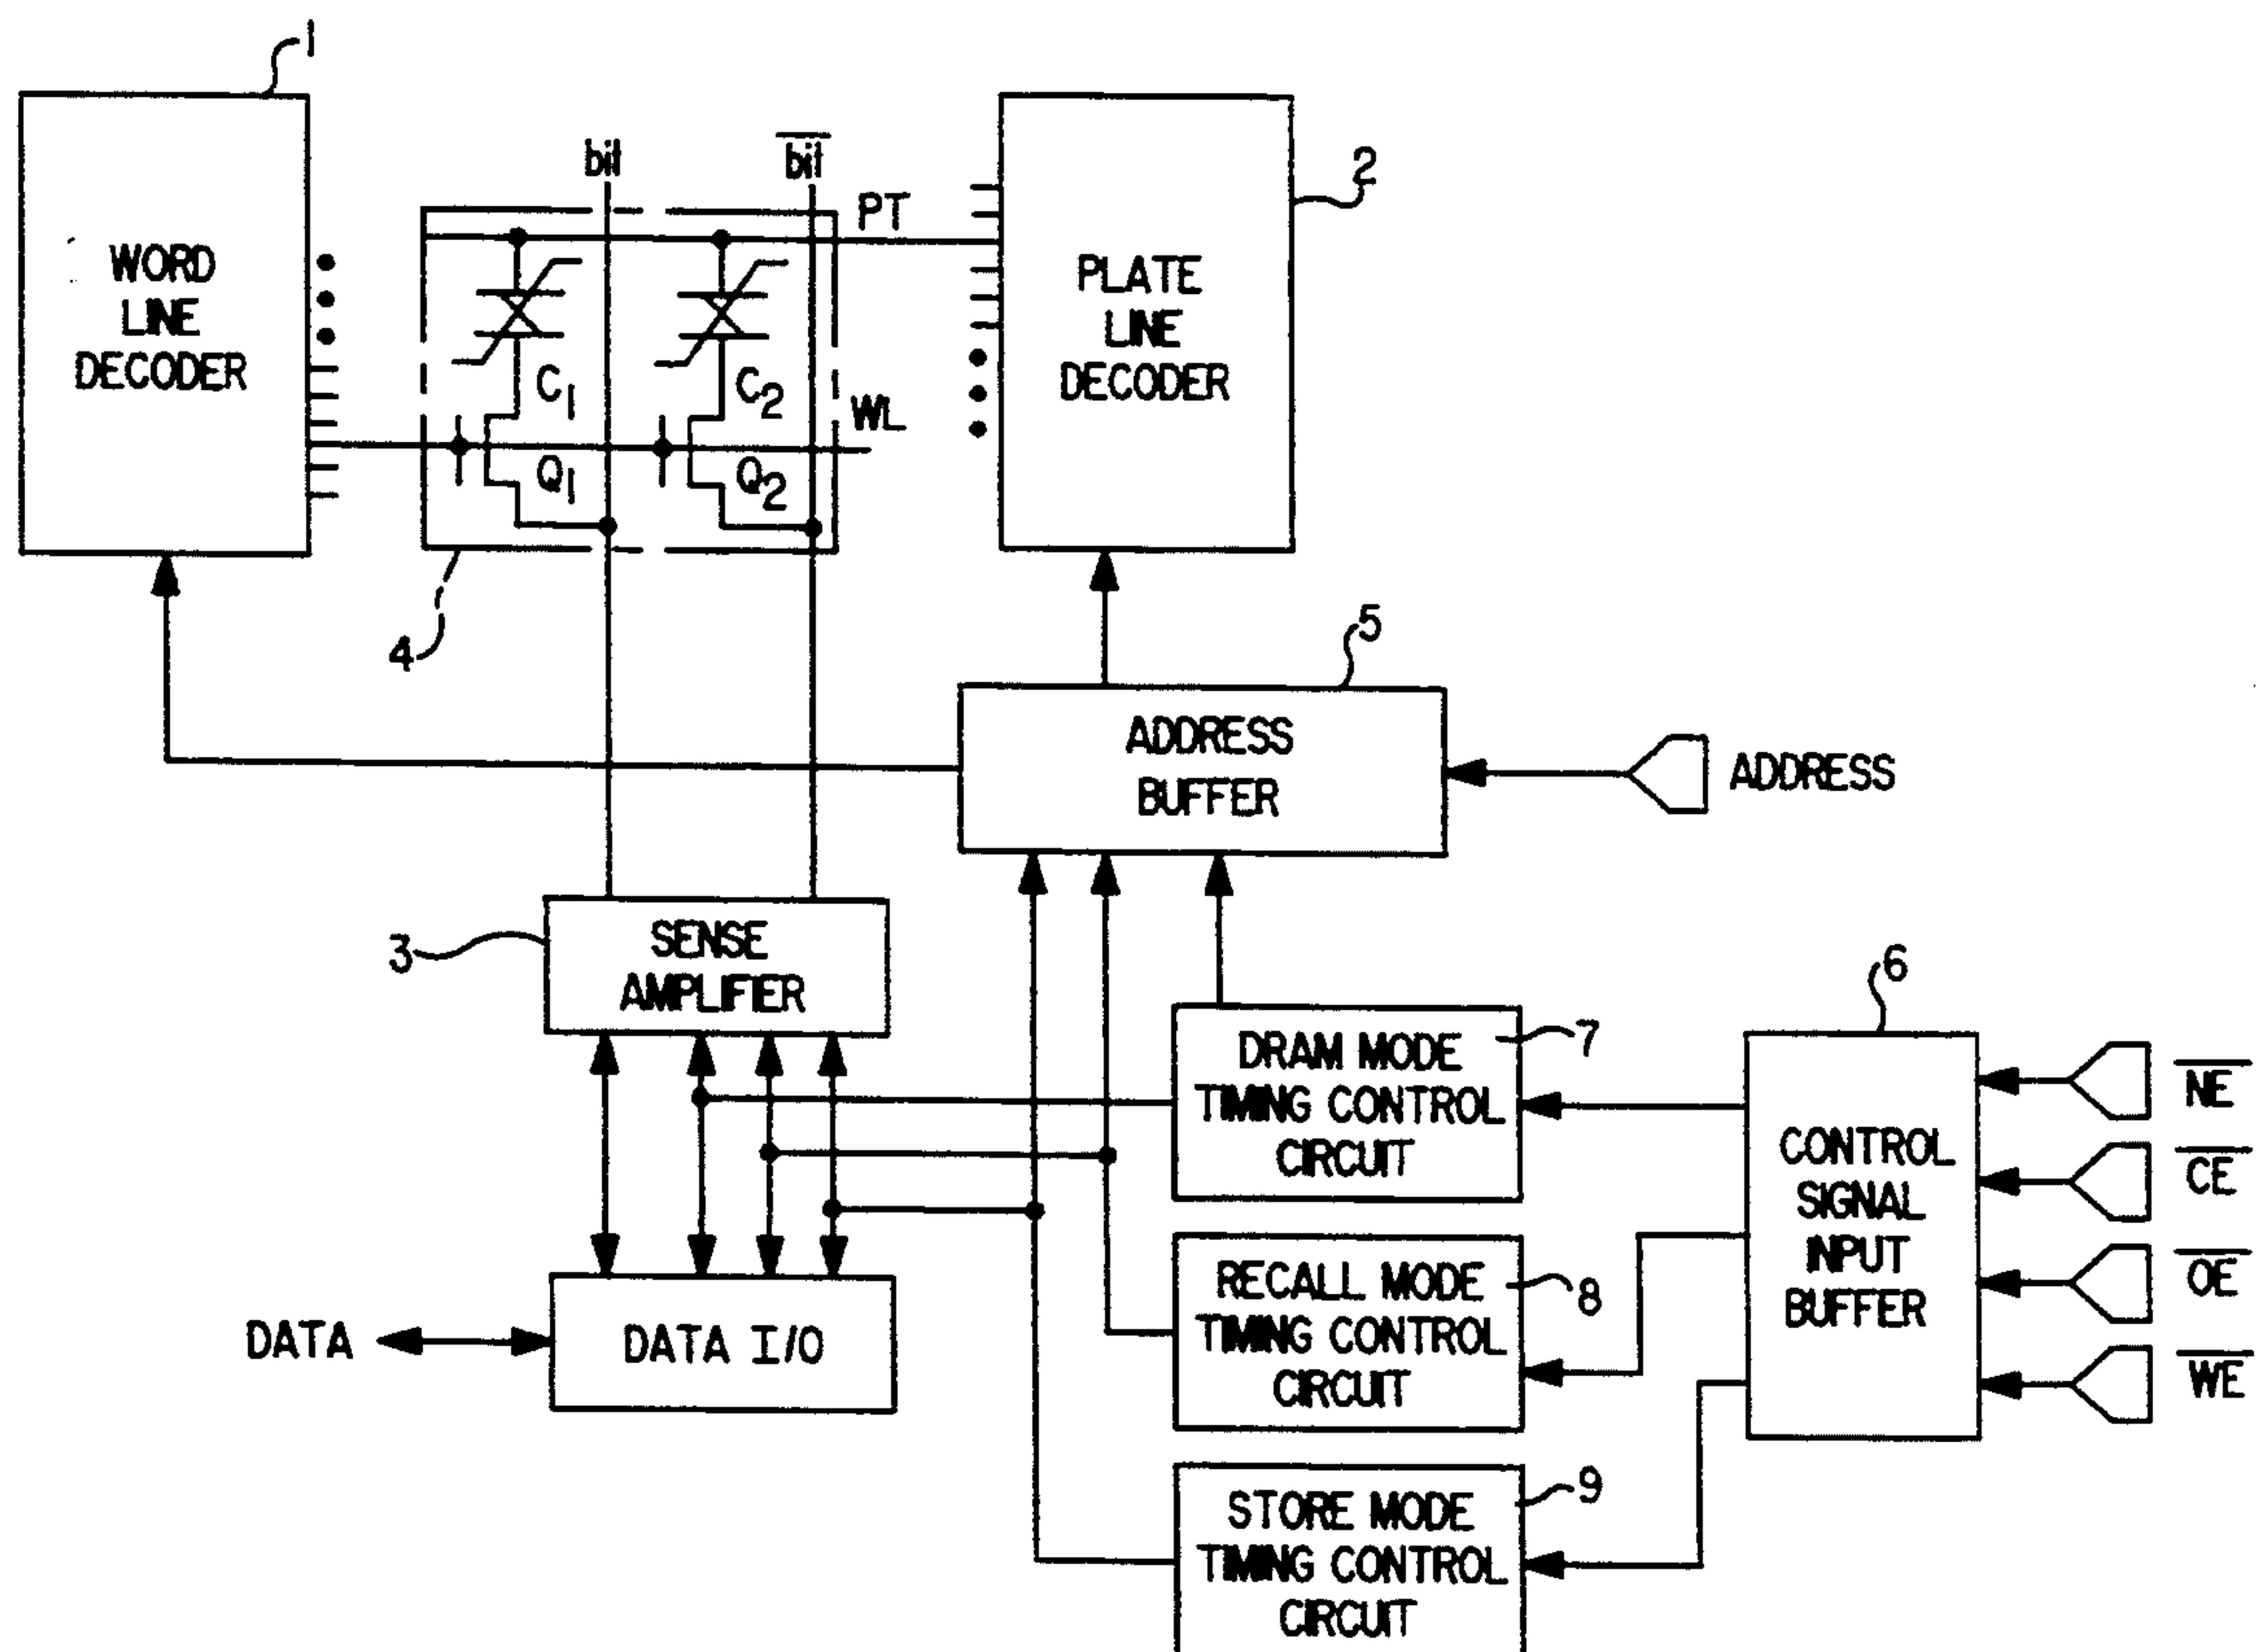 1
WORD
LINE
DECODER
bit
bit
PT
C1
C2
WL
Q1
Q2
4
PLATE
LINE
DECODER
2
5
ADDRESS
BUFFER
ADDRESS
3
SENSE
AMPLIFIER
6
DRAM MODE
TIMING CONTROL
CIRCUIT
7
CONTROL
SIGNAL
INPUT
BUFFER
NE
CE
OE
WE
RECALL MODE
TIMING CONTROL
CIRCUIT
8
DATA
DATA I/O
STORE MODE
TIMING CONTROL
CIRCUIT
9